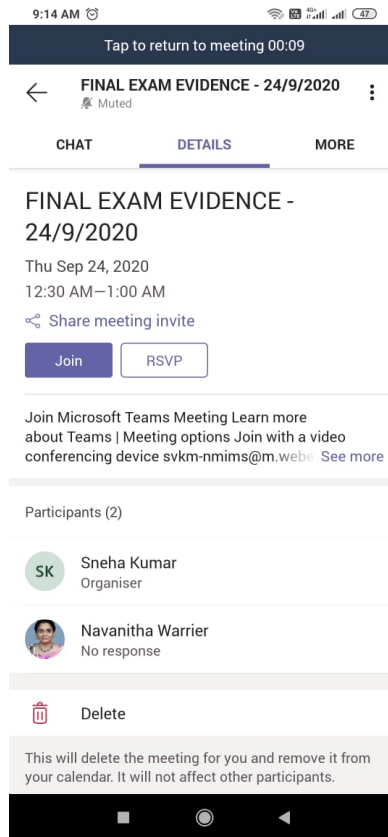 9:14 AM
4G+ 47
Tap to return to meeting 00:09
FINAL EXAM EVIDENCE - 24/9/2020
Muted
CHAT DETAILS MORE
FINAL EXAM EVIDENCE -
24/9/2020
Thu Sep 24, 2020
12:30 AM—1:00 AM
Share meeting invite
Join RSVP
Join Microsoft Teams Meeting Learn more
about Teams | Meeting options Join with a video
conferencing device svkm-nmims@m.webe See more
Participants (2)
SK
Sneha Kumar
Organiser
Navanitha Warrier
No response
Delete
This will delete the meeting for you and remove it from
your calendar. It will not affect other participants.